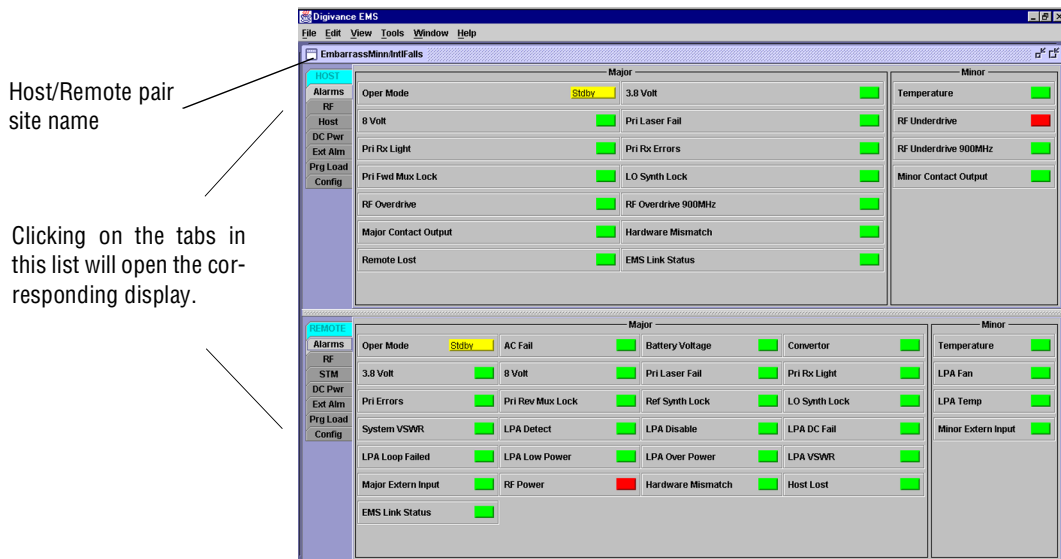 Digivance EMS
File Edit View Tools Window Help
EmbarrassMinn/IntlFalls
Host/Remote pair
site name
Clicking on the tabs in
this list will open the cor-
responding display.
HOST
Alarms
RF
Host
DC Pwr
Ext Alm
Prg Load
Config
Major
Oper Mode Stdby 3.8 Volt
8 Volt Pri Laser Fail
Pri Rx Light Pri Rx Errors
Pri Fwd Mux Lock LO Synth Lock
RF Overdrive RF Overdrive 900MHz
Major Contact Output Hardware Mismatch
Remote Lost EMS Link Status
Minor
Temperature
RF Underdrive
RF Underdrive 900MHz
Minor Contact Output
REMOTE
Alarms
RF
STM
DC Pwr
Ext Alm
Prg Load
Config
Major
Oper Mode Stdby AC Fail Battery Voltage Convertor
3.8 Volt 8 Volt Pri Laser Fail Pri Rx Light
Pri Errors Pri Rev Mux Lock Ref Synth Lock LO Synth Lock
System VSWR LPA Detect LPA Disable LPA DC Fail
LPA Loop Failed LPA Low Power LPA Over Power LPA VSWR
Major Extern Input RF Power Hardware Mismatch Host Lost
EMS Link Status
Minor
Temperature
LPA Fan
LPA Temp
Minor Extern Input